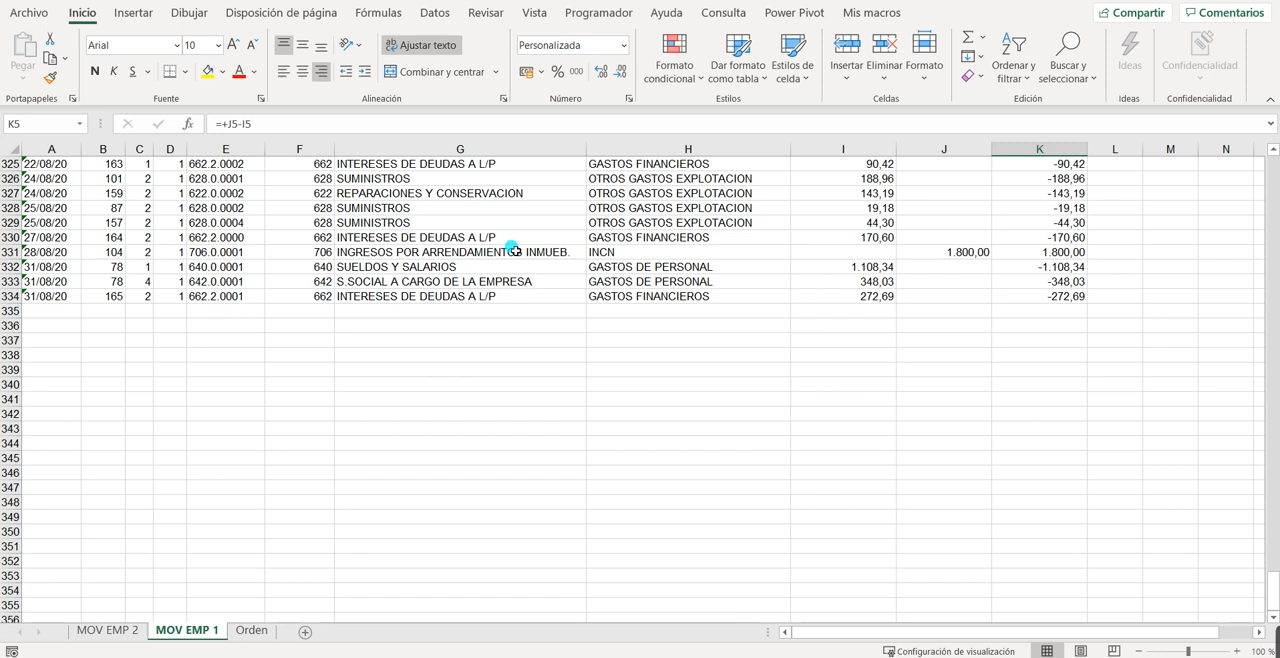 Archivo Inicio Insertar Dibujar Disposición de página Fórmulas Datos Revisar Vista Programador Ayuda Consulta Power Pivot Mis macros Compartir Comentarios
Pegar Arial 10 A A Ajustar texto Personalizada Formato condicional Dar formato como tabla Estilos de celda Insertar Eliminar Formato Ordenar y filtrar Buscar y seleccionar Ideas Confidencialidad
N K S A Combinar y centrar % 000
Portapapeles Fuente Alineación Número Estilos Celdas Edición Ideas Confidencialidad
K5 fx =+J5-I5
A B C D E F G H I J K L M N
325 22/08/20 163 1 1 662.2.0002 662 INTERESES DE DEUDAS A L/P GASTOS FINANCIEROS 90,42 -90,42
326 24/08/20 101 2 1 628.0.0001 628 SUMINISTROS OTROS GASTOS EXPLOTACION 188,96 -188,96
327 24/08/20 159 2 1 622.0.0002 622 REPARACIONES Y CONSERVACION OTROS GASTOS EXPLOTACION 143,19 -143,19
328 25/08/20 87 2 1 628.0.0002 628 SUMINISTROS OTROS GASTOS EXPLOTACION 19,18 -19,18
329 25/08/20 157 2 1 628.0.0004 628 SUMINISTROS OTROS GASTOS EXPLOTACION 44,30 -44,30
330 27/08/20 164 2 1 662.2.0000 662 INTERESES DE DEUDAS A L/P GASTOS FINANCIEROS 170,60 -170,60
331 28/08/20 104 2 1 706.0.0001 706 INGRESOS POR ARRENDAMIENTOS INMUEB. INCN 1.800,00 1.800,00
332 31/08/20 78 1 1 640.0.0001 640 SUELDOS Y SALARIOS GASTOS DE PERSONAL 1.108,34 -1.108,34
333 31/08/20 78 4 1 642.0.0001 642 S.SOCIAL A CARGO DE LA EMPRESA GASTOS DE PERSONAL 348,03 -348,03
334 31/08/20 165 2 1 662.2.0001 662 INTERESES DE DEUDAS A L/P GASTOS FINANCIEROS 272,69 -272,69
335
336
337
338
339
340
341
342
343
344
345
346
347
348
349
350
351
352
353
354
355
356
MOV EMP 2 MOV EMP 1 Orden
Configuración de visualización 100 %